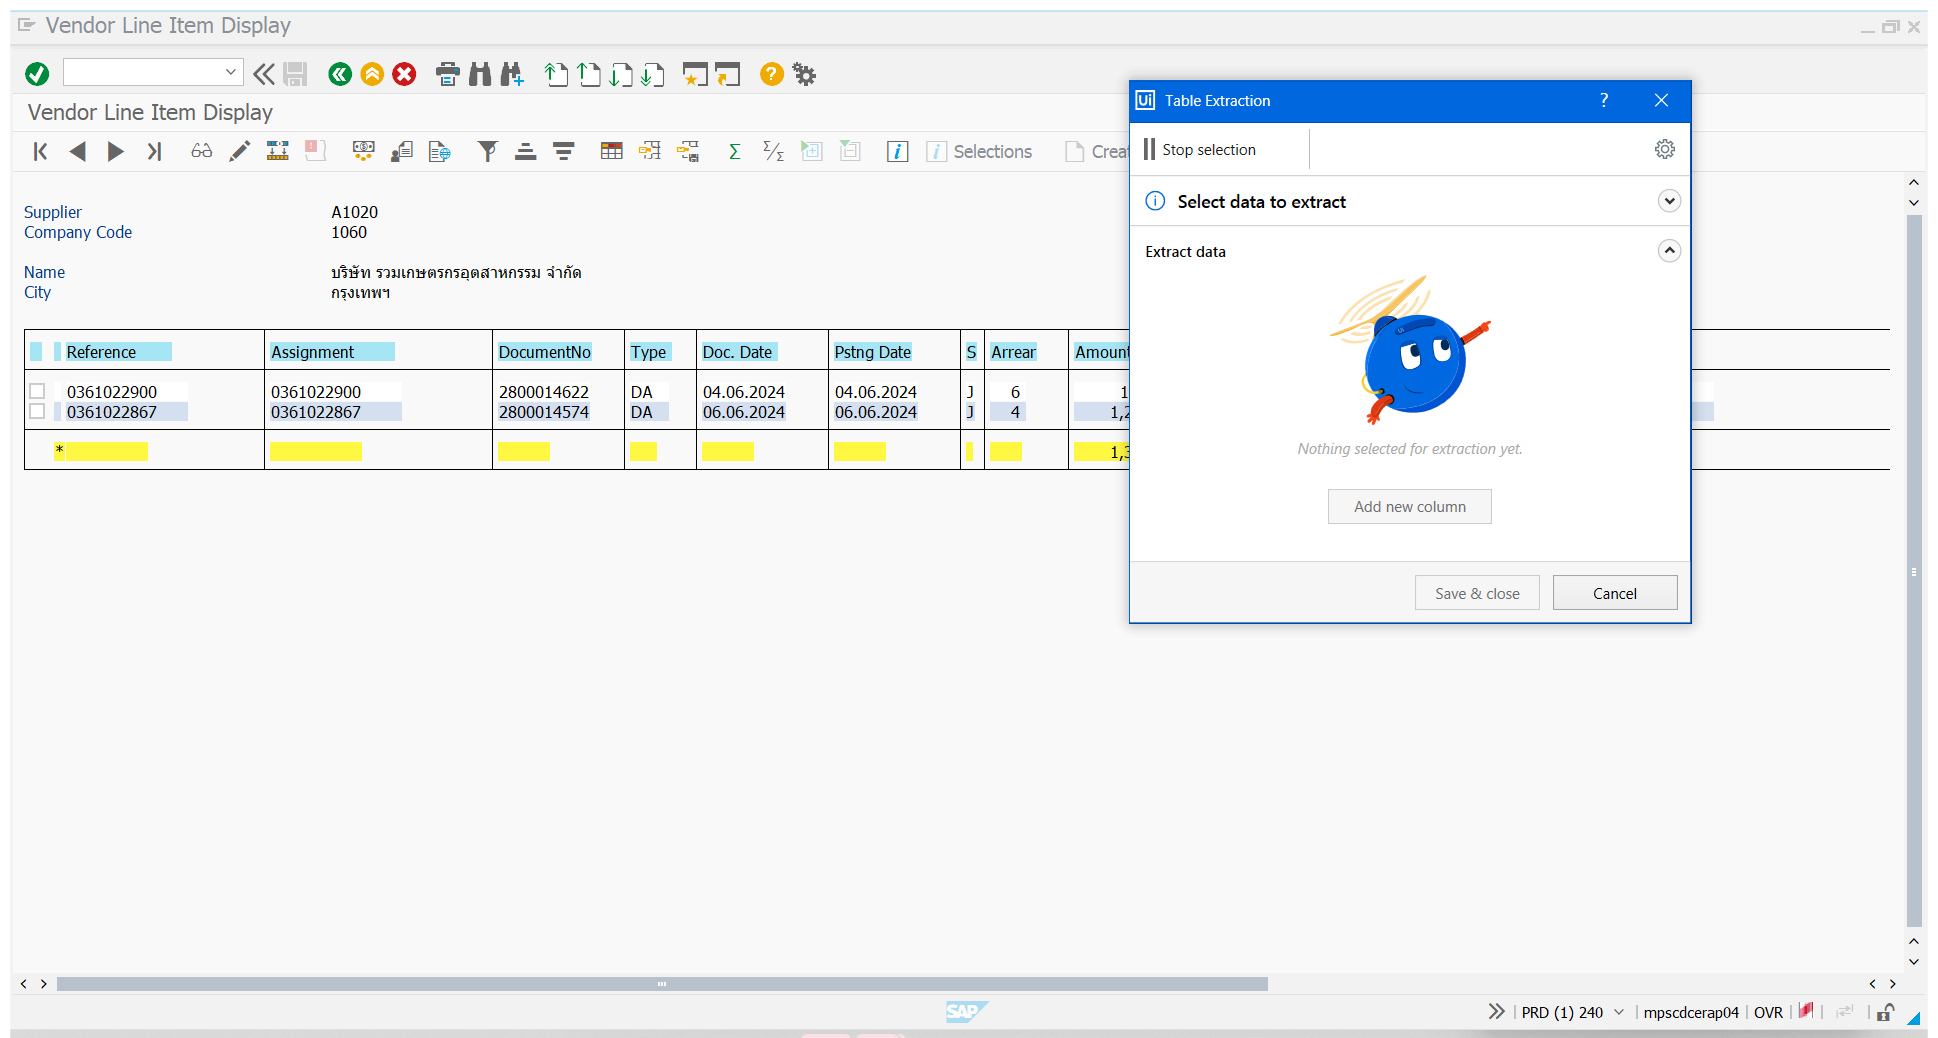 Vendor Line Item Display
Vendor Line Item Display
Selections
Supplier A1020
Company Code 1060
Name บริษัท รวมเกษตรกรอุตสาหกรรม จำกัด
City กรุงเทพฯ
Reference Assignment DocumentNo Type Doc. Date Pstng Date S Arrear Amount
0361022900 0361022900 2800014622 DA 04.06.2024 04.06.2024 J 6 1
0361022867 0361022867 2800014574 DA 06.06.2024 06.06.2024 J 4 1,2
* 1,3
Ui Table Extraction ?
Stop selection
Select data to extract
Extract data
Nothing selected for extraction yet.
Add new column
Save & close Cancel
SAP
PRD (1) 240 mpscdcerap04 OVR